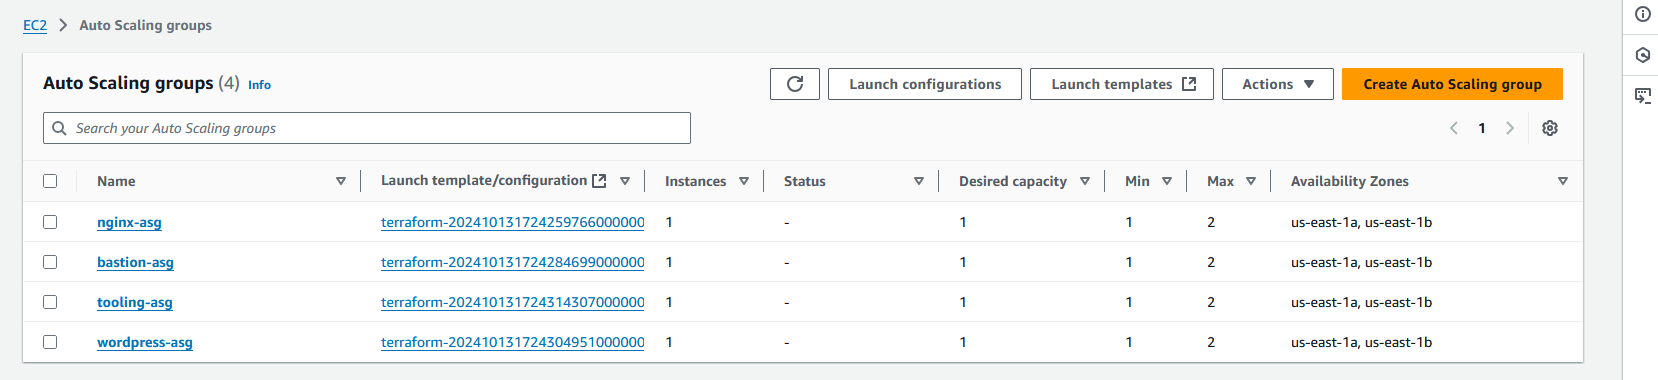 EC2 > Auto Scaling groups
Auto Scaling groups (4) Info
Launch configurations Launch templates Actions Create Auto Scaling group
Search your Auto Scaling groups
1
Name Launch template/configuration Instances Status Desired capacity Min Max Availability Zones
nginx-asg terraform-20241013172425976600000 1 - 1 1 2 us-east-1a, us-east-1b
bastion-asg terraform-20241013172428469900000 1 - 1 1 2 us-east-1a, us-east-1b
tooling-asg terraform-20241013172431430700000 1 - 1 1 2 us-east-1a, us-east-1b
wordpress-asg terraform-20241013172430495100000 1 - 1 1 2 us-east-1a, us-east-1b